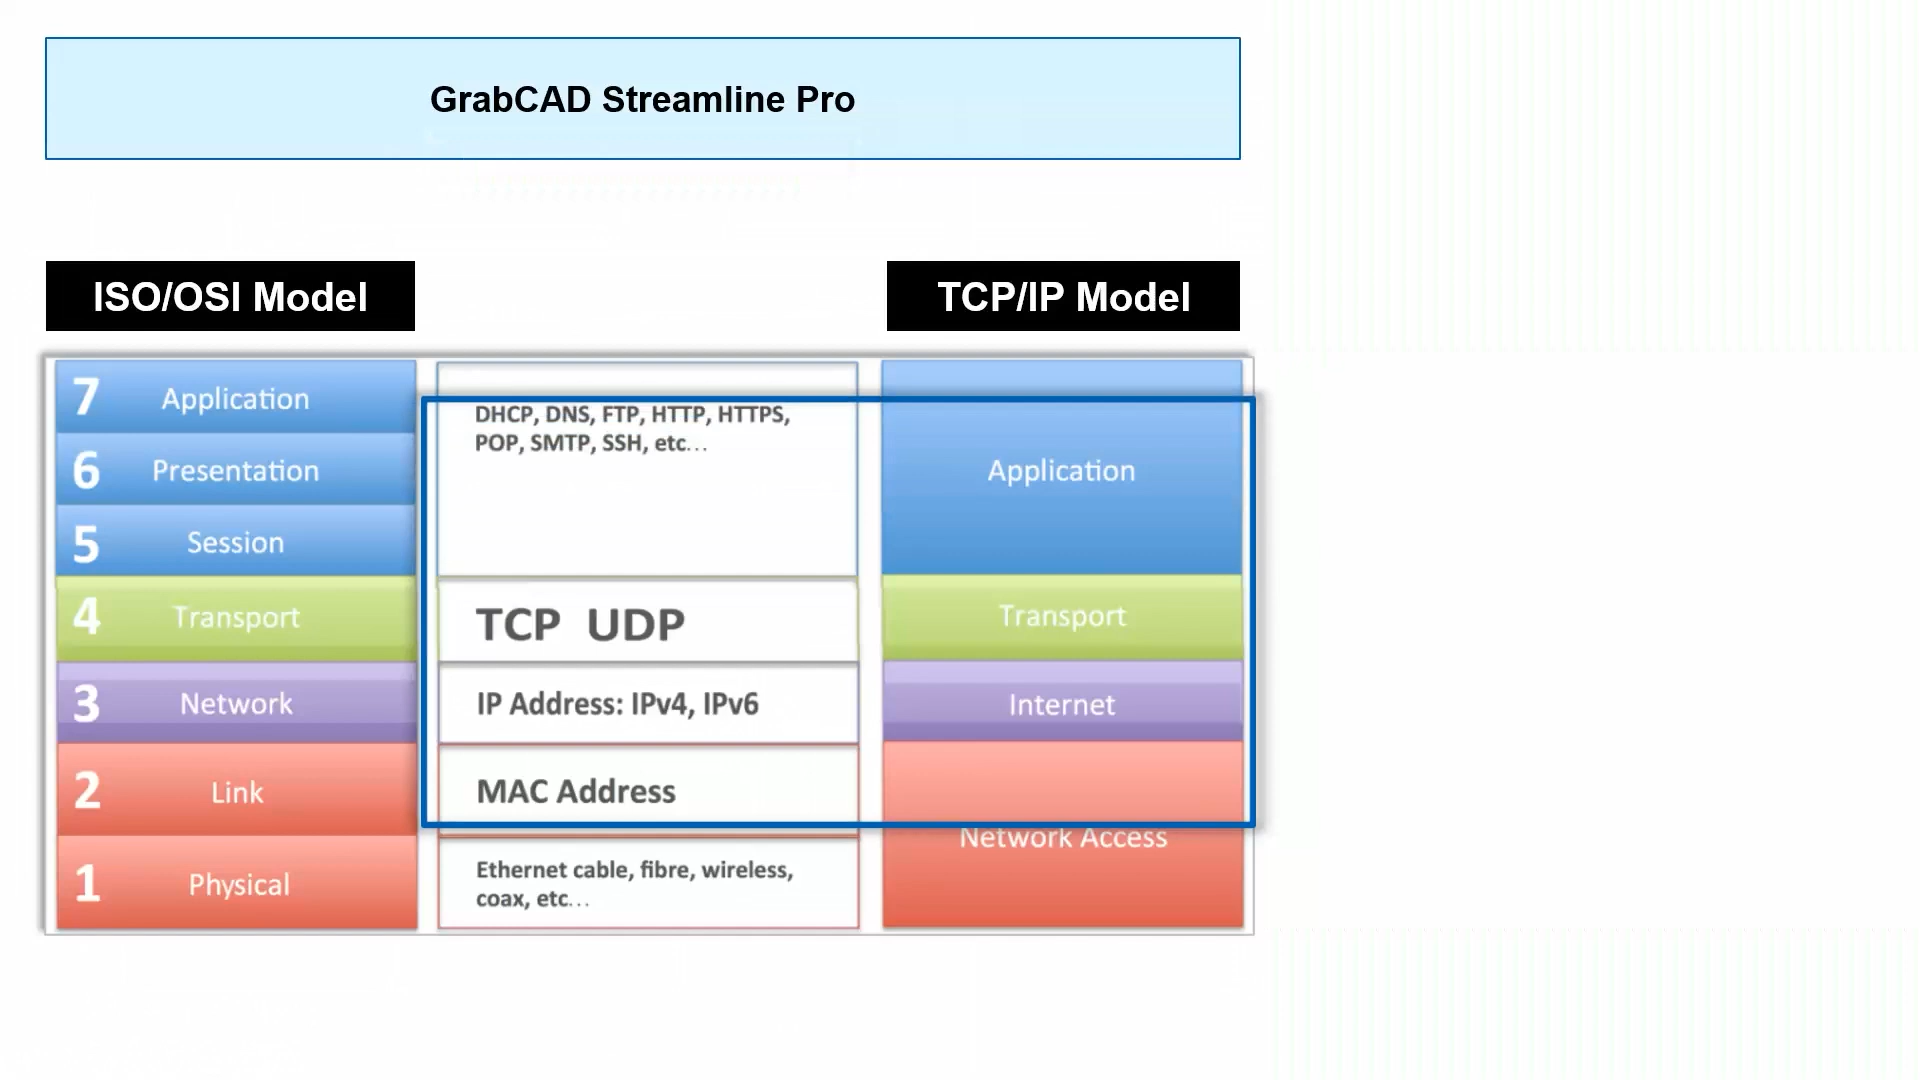 GrabCAD Streamline Pro
ISO/OSI Model
TCP/IP Model
7 Application
DHCP, DNS, FTP, HTTP, HTTPS,
POP, SMTP, SSH, etc...
6 Presentation
Application
5 Session
4 Transport
TCP UDP
Transport
3 Network
IP Address: IPv4, IPv6
Internet
2 Link
MAC Address
Network Access
1 Physical
Ethernet cable, fibre, wireless,
coax, etc...